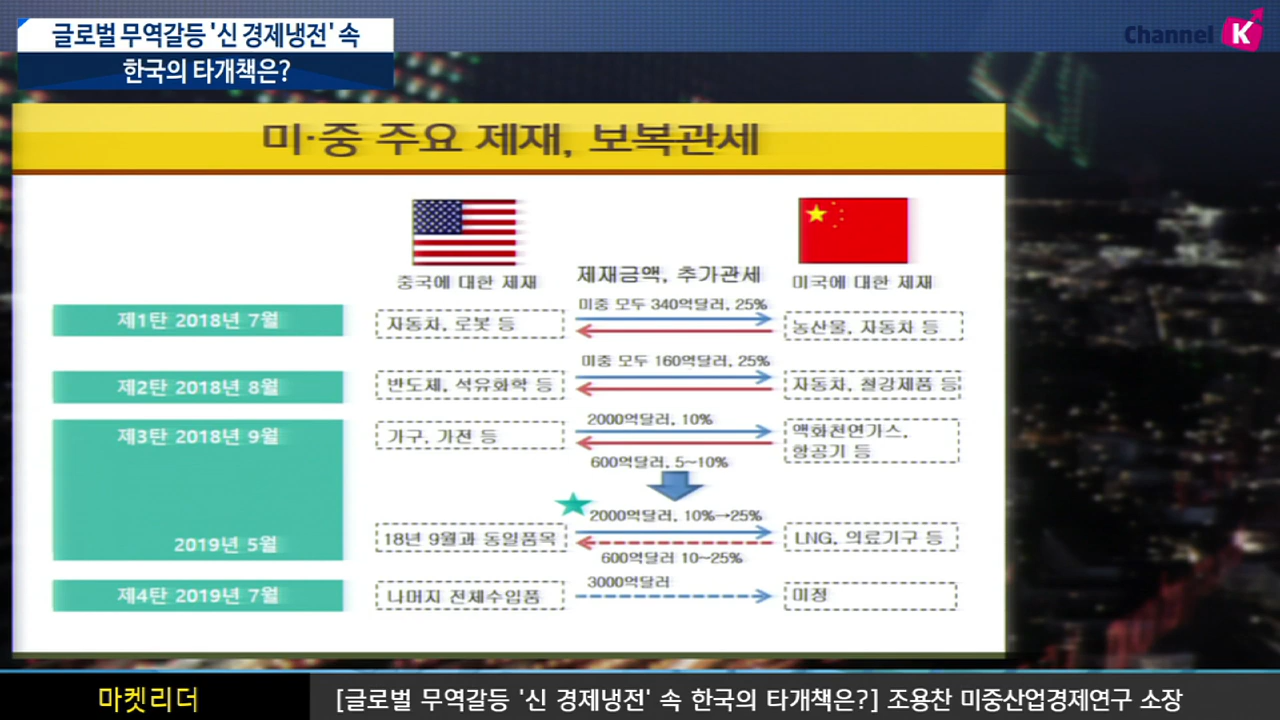 글로벌 무역갈등 '신 경제냉전' 속
한국의 타개책은?
Channel K
미·중 주요 제재, 보복관세
중국에 대한 제재
제재금액, 추가관세
미국에 대한 제재
제1탄 2018년 7월
자동차, 로봇 등
미중 모두 340억달러, 25%
농산물, 자동차 등
제2탄 2018년 8월
반도체, 석유화학 등
미중 모두 160억달러, 25%
자동차, 철강제품 등
제3탄 2018년 9월
가구, 가전 등
2000억달러, 10%
600억달러, 5~10%
액화천연가스,
항공기 등
2019년 5월
18년 9월과 동일품목
2000억달러, 10%→25%
600억달러 10~25%
LNG, 의료기구 등
제4탄 2019년 7월
나머지 전체수입품
3000억달러
미정
마켓리더
[글로벌 무역갈등 '신 경제냉전' 속 한국의 타개책은?] 조용찬 미중산업경제연구 소장